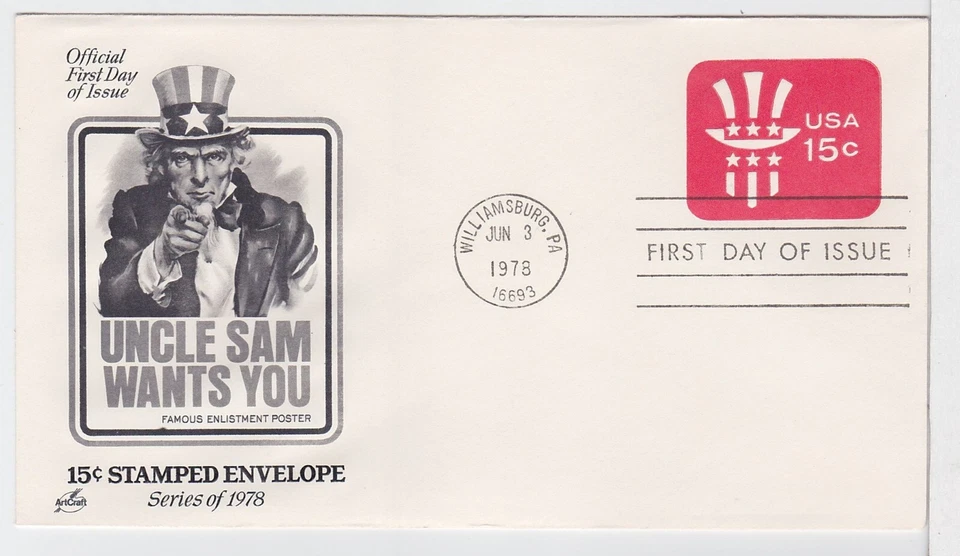 Official
First Day
of Issue
UNCLE SAM
WANTS YOU
FAMOUS ENLISTMENT POSTER
15¢ STAMPED ENVELOPE
Series of 1978
ArtCraft
WILLIAMSBURG, PA
JUN 3
1978
16693
USA
15c
FIRST DAY OF ISSUE